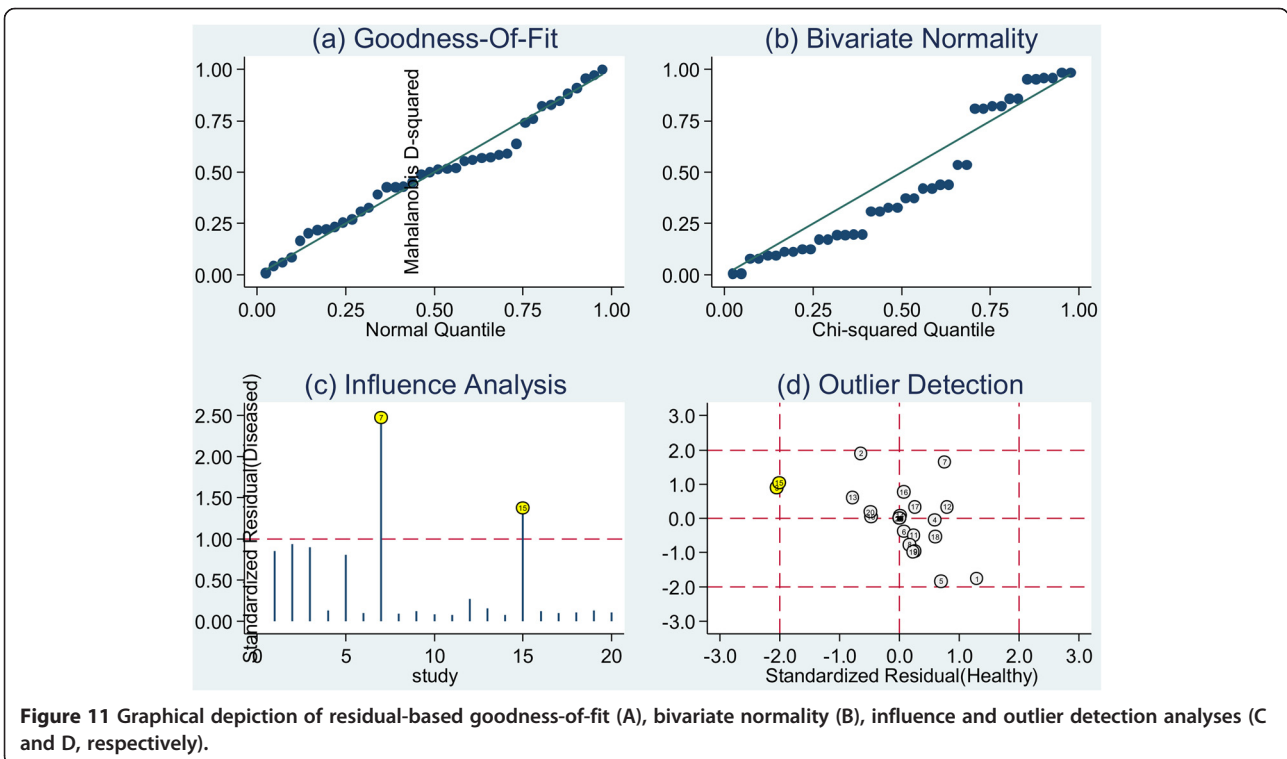 (a) Goodness-Of-Fit
1.00
0.75
0.50
0.25
0.00
Mahalanobis D-squared
0.00 0.25 0.50 0.75 1.00
Normal Quantile
(b) Bivariate Normality
1.00
0.75
0.50
0.25
0.00
0.00 0.25 0.50 0.75 1.00
Chi-squared Quantile
(c) Influence Analysis
Standardized Residual(Diseased)
2.50
2.00
1.50
1.00
0.50
0.00
7
15
0 5 10 15 20
study
(d) Outlier Detection
3.0
2.0
1.0
0.0
-1.0
-2.0
-3.0
2
7
15
13
16
17
12
20
4
6
11
18
8
5
1
-3.0 -2.0 -1.0 0.0 1.0 2.0 3.0
Standardized Residual(Healthy)
Figure 11 Graphical depiction of residual-based goodness-of-fit (A), bivariate normality (B), influence and outlier detection analyses (C
and D, respectively).